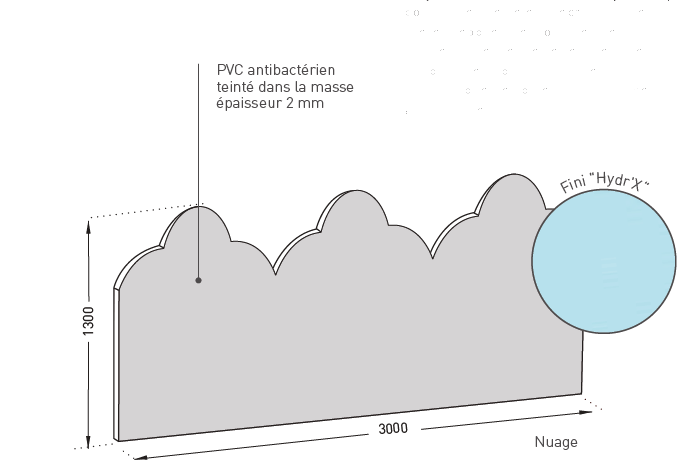 PVC antibactérien
teinté dans la masse
épaisseur 2 mm
Fini "Hydr'X"
1300
3000
Nuage